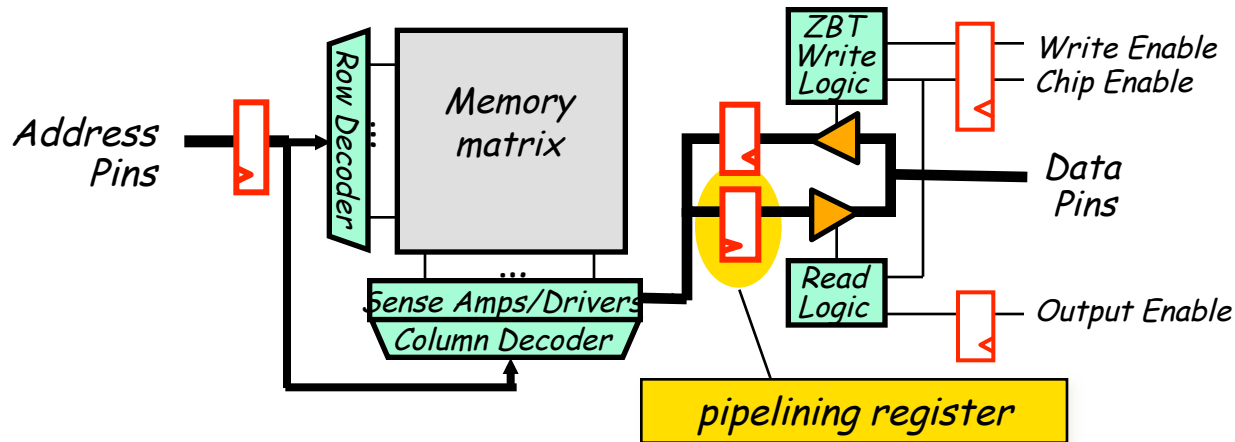 Address
Pins
Row Decoder
...
Memory
matrix
...
Sense Amps/Drivers
Column Decoder
ZBT
Write
Logic
Write Enable
Chip Enable
Data
Pins
Read
Logic
Output Enable
pipelining register